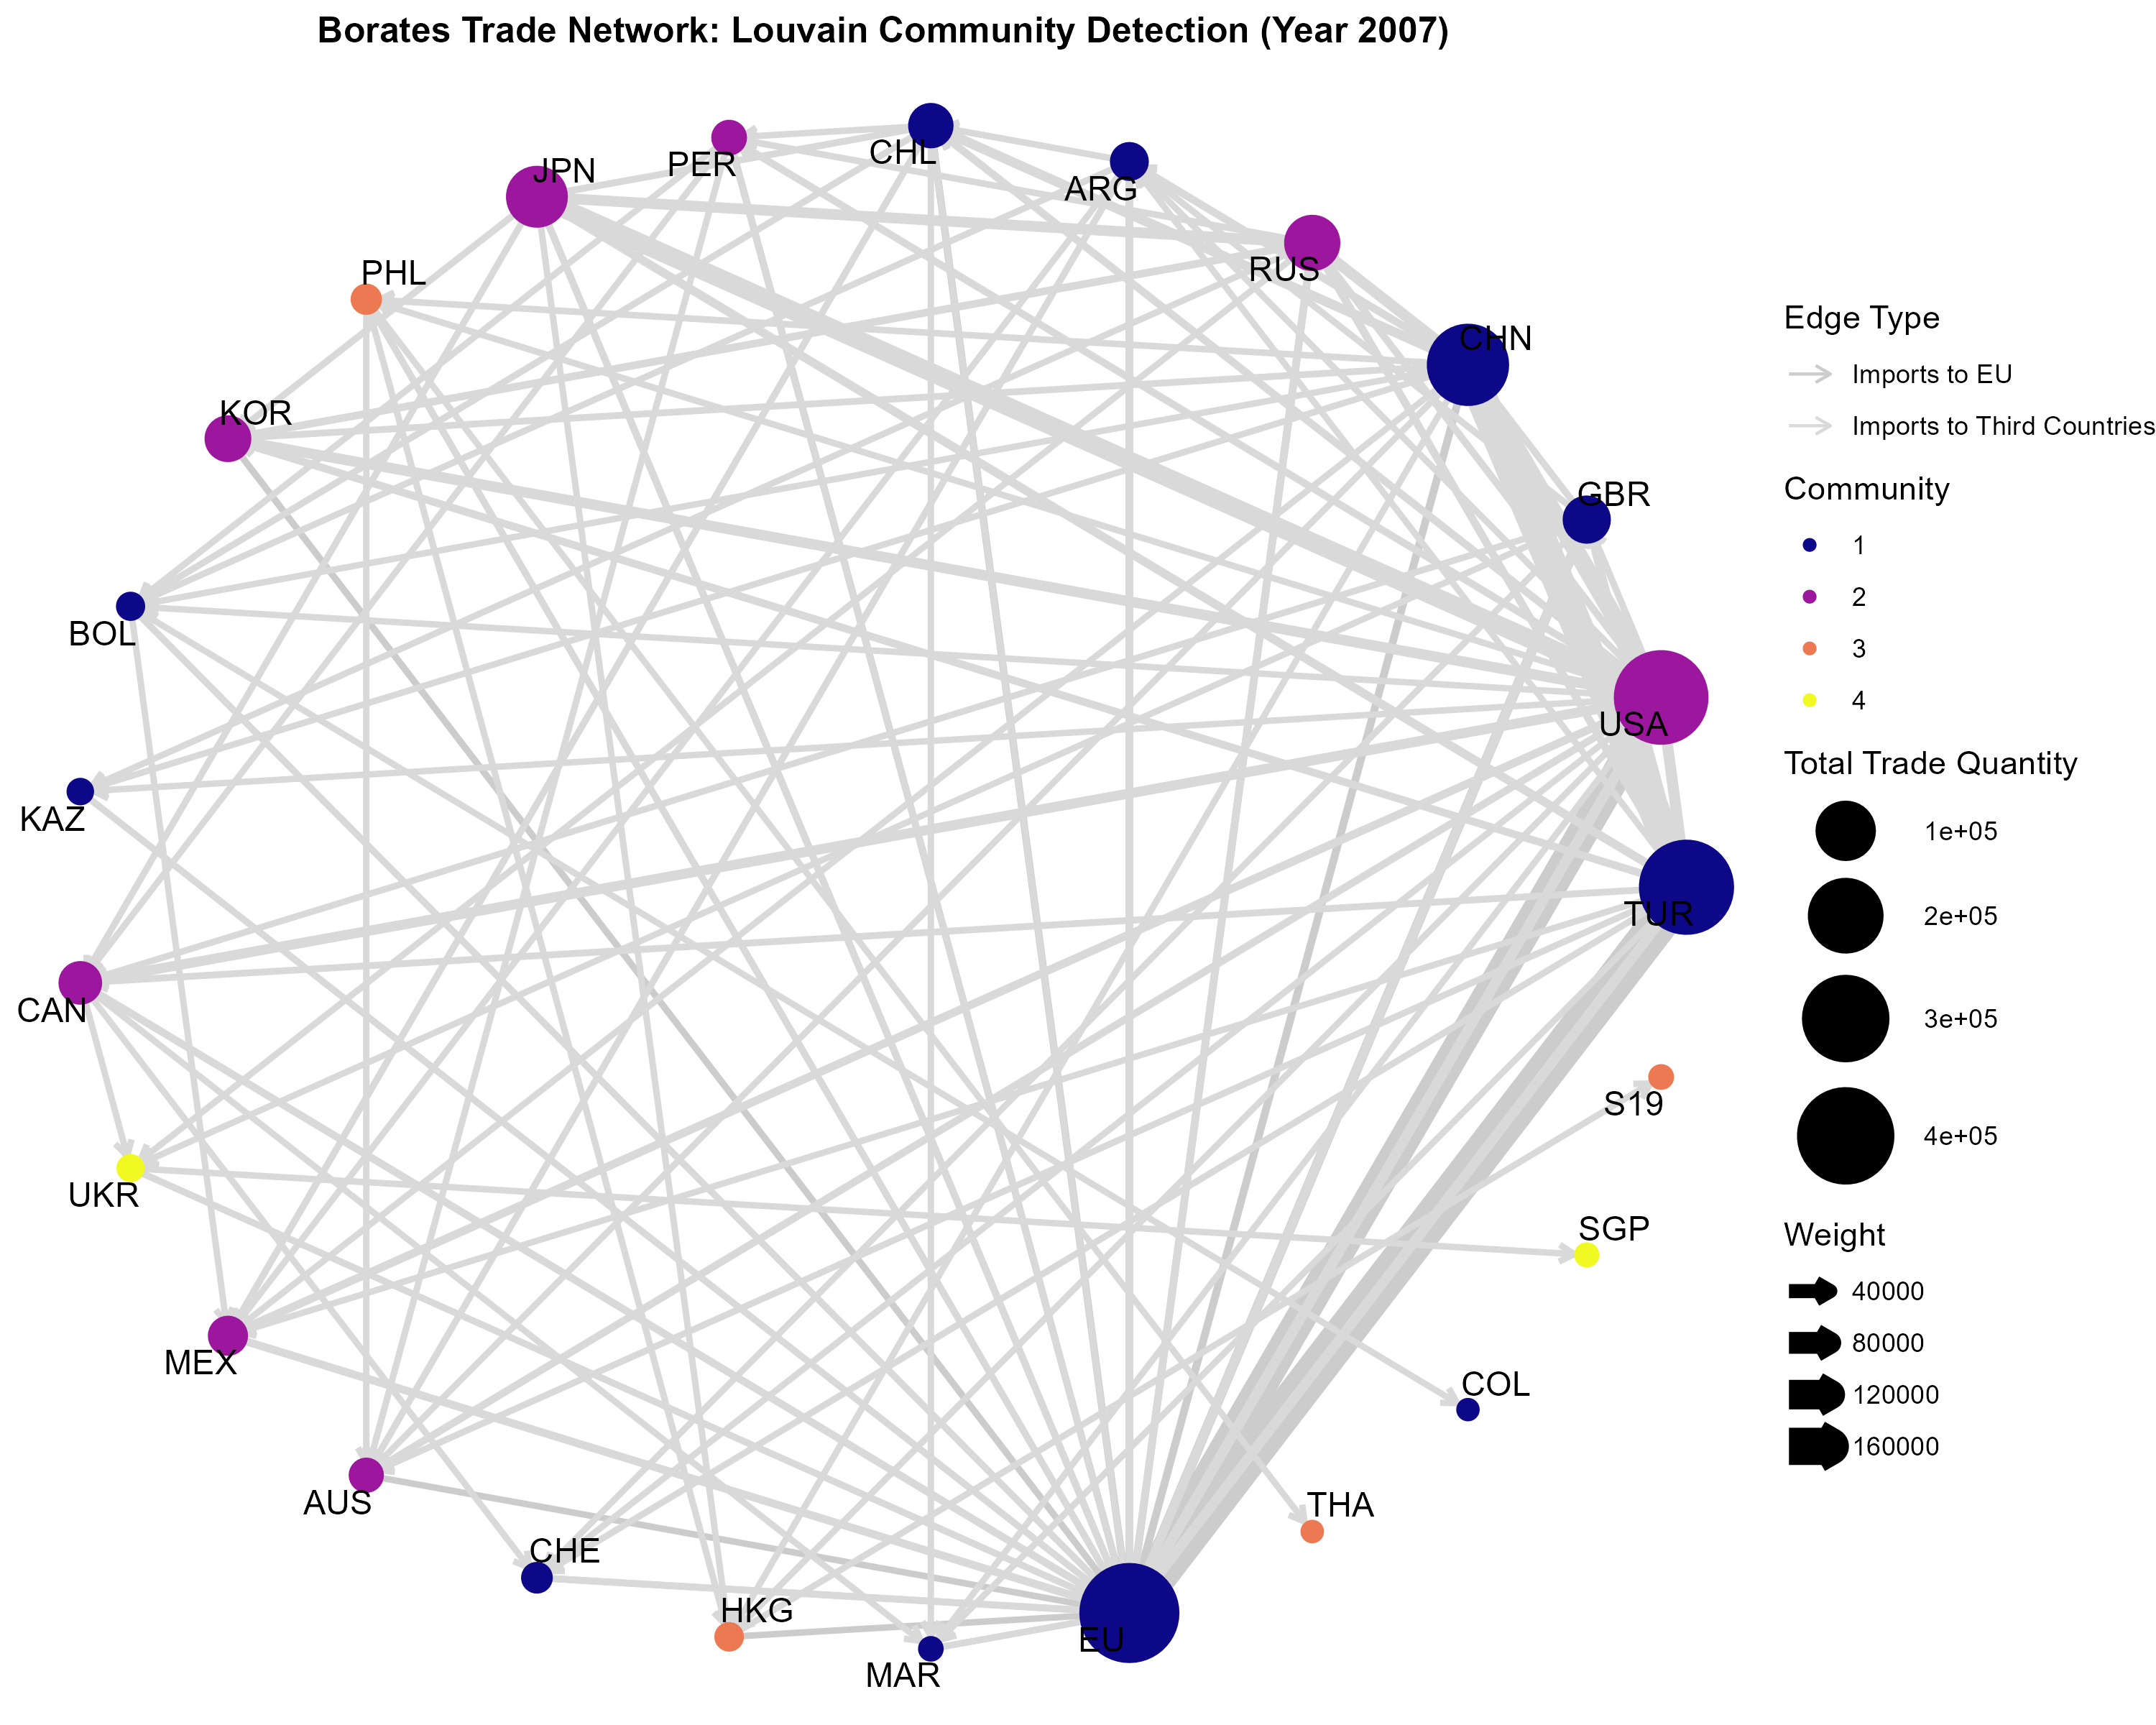 Borates Trade Network: Louvain Community Detection (Year 2007)
CHL
PER
JPN
ARG
RUS
PHL
CHN
KOR
GBR
BOL
USA
KAZ
TUR
CAN
S19
UKR
SGP
MEX
COL
AUS
THA
CHE
HKG
EU
MAR
Edge Type
Imports to EU
Imports to Third Countries
Community
1
2
3
4
Total Trade Quantity
1e+05
2e+05
3e+05
4e+05
Weight
40000
80000
120000
160000